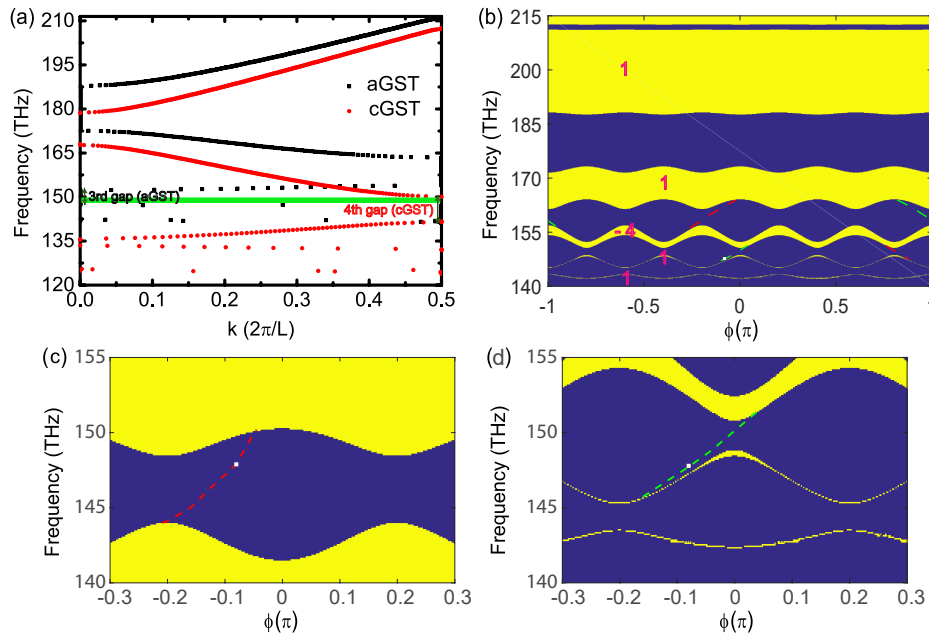 (a)
210
195
180
165
150
135
120
Frequency (THz)
aGST
cGST
3rd gap (aGST)
4th gap (cGST)
0.0 0.1 0.2 0.3 0.4 0.5
k (2π/L)
(b)
215
205
185
170
155
140
Frequency (THz)
1
1
- 4
1
1
-1 -0.5 0 0.5 1
ϕ(π)
(c)
155
150
145
140
Frequency (THz)
-0.3 -0.2 -0.1 0 0.1 0.2 0.3
ϕ(π)
(d)
155
150
145
140
Frequency (THz)
-0.3 -0.2 -0.1 0 0.1 0.2 0.3
ϕ(π)